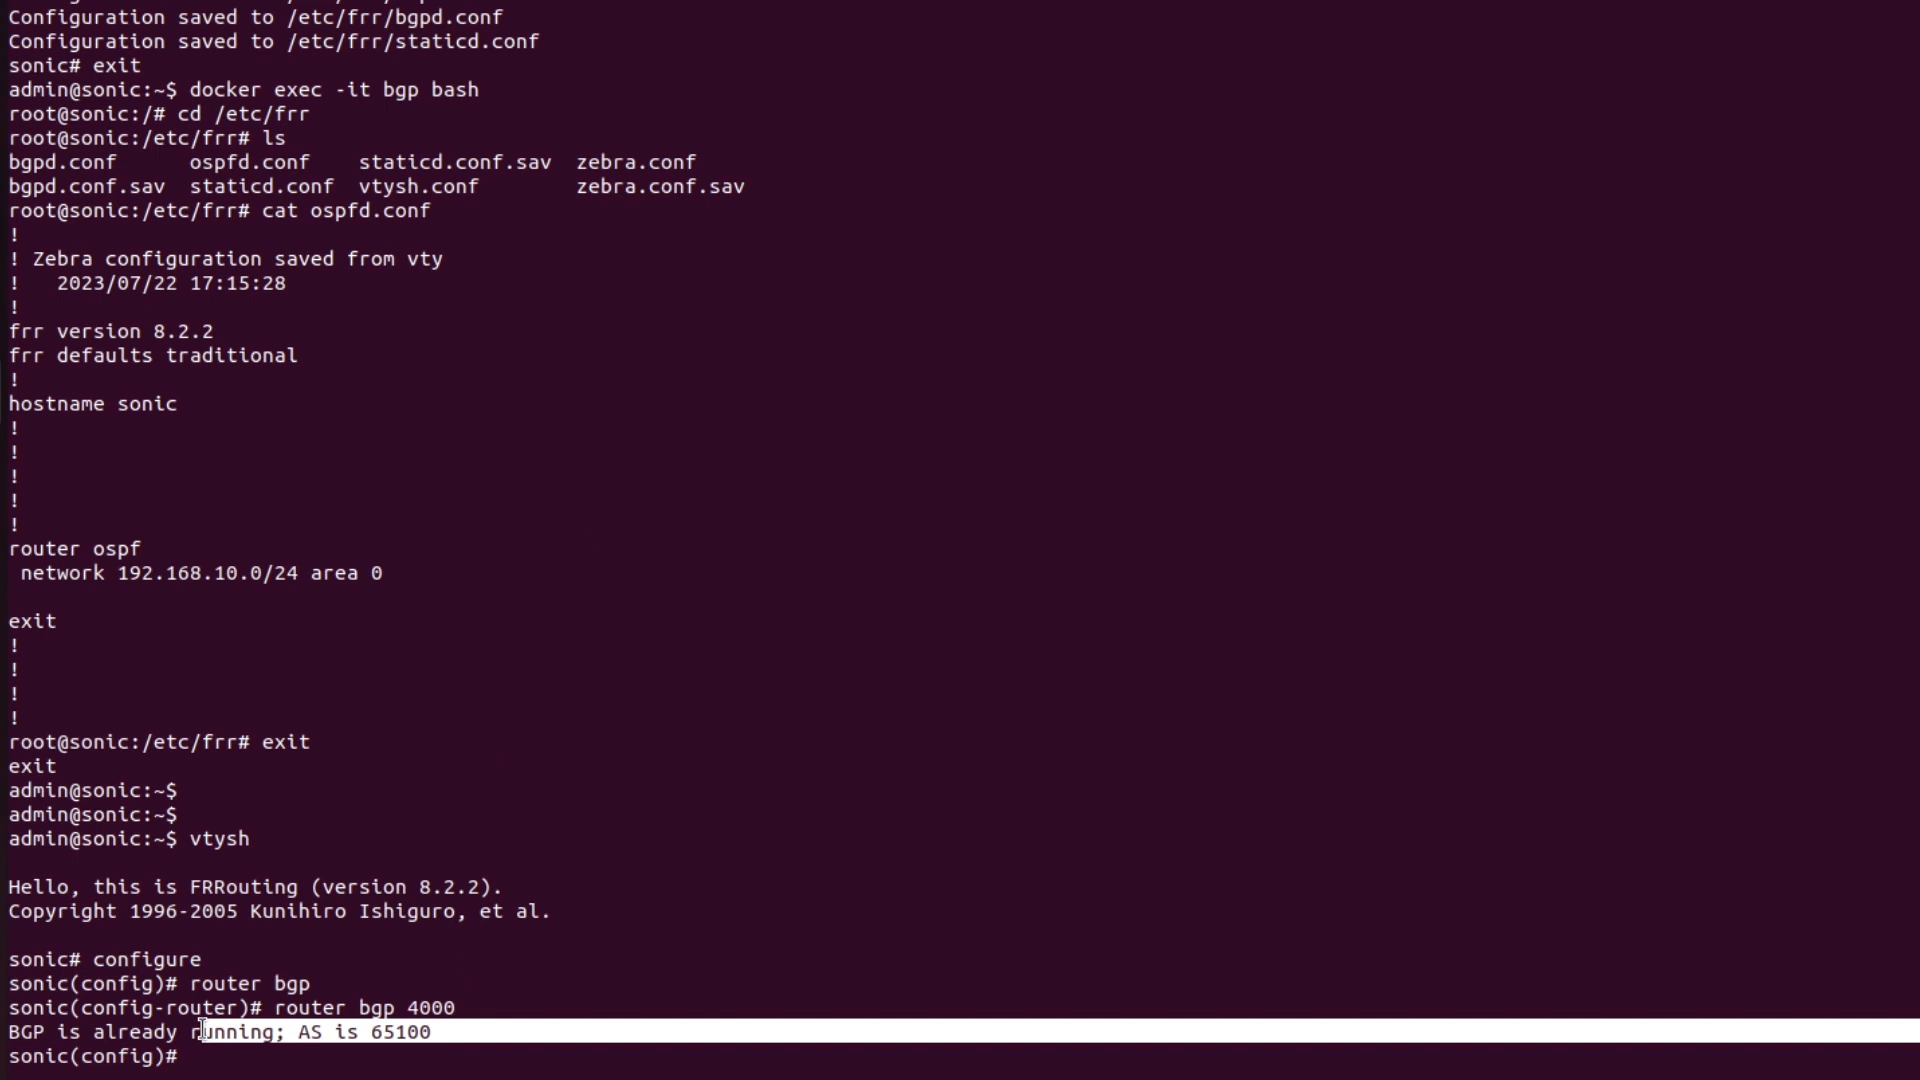 Configuration saved to /etc/frr/bgpd.conf
Configuration saved to /etc/frr/staticd.conf
sonic# exit
admin@sonic:~$ docker exec -it bgp bash
root@sonic:/# cd /etc/frr
root@sonic:/etc/frr# ls
bgpd.conf      ospfd.conf    staticd.conf.sav  zebra.conf
bgpd.conf.sav  staticd.conf  vtysh.conf        zebra.conf.sav
root@sonic:/etc/frr# cat ospfd.conf
!
! Zebra configuration saved from vty
!   2023/07/22 17:15:28
!
frr version 8.2.2
frr defaults traditional
!
hostname sonic
!
!
!
!
!
router ospf
 network 192.168.10.0/24 area 0

exit
!
!
!
!
root@sonic:/etc/frr# exit
exit
admin@sonic:~$
admin@sonic:~$
admin@sonic:~$ vtysh

Hello, this is FRRouting (version 8.2.2).
Copyright 1996-2005 Kunihiro Ishiguro, et al.

sonic# configure
sonic(config)# router bgp
sonic(config-router)# router bgp 4000
BGP is already running; AS is 65100
sonic(config)#